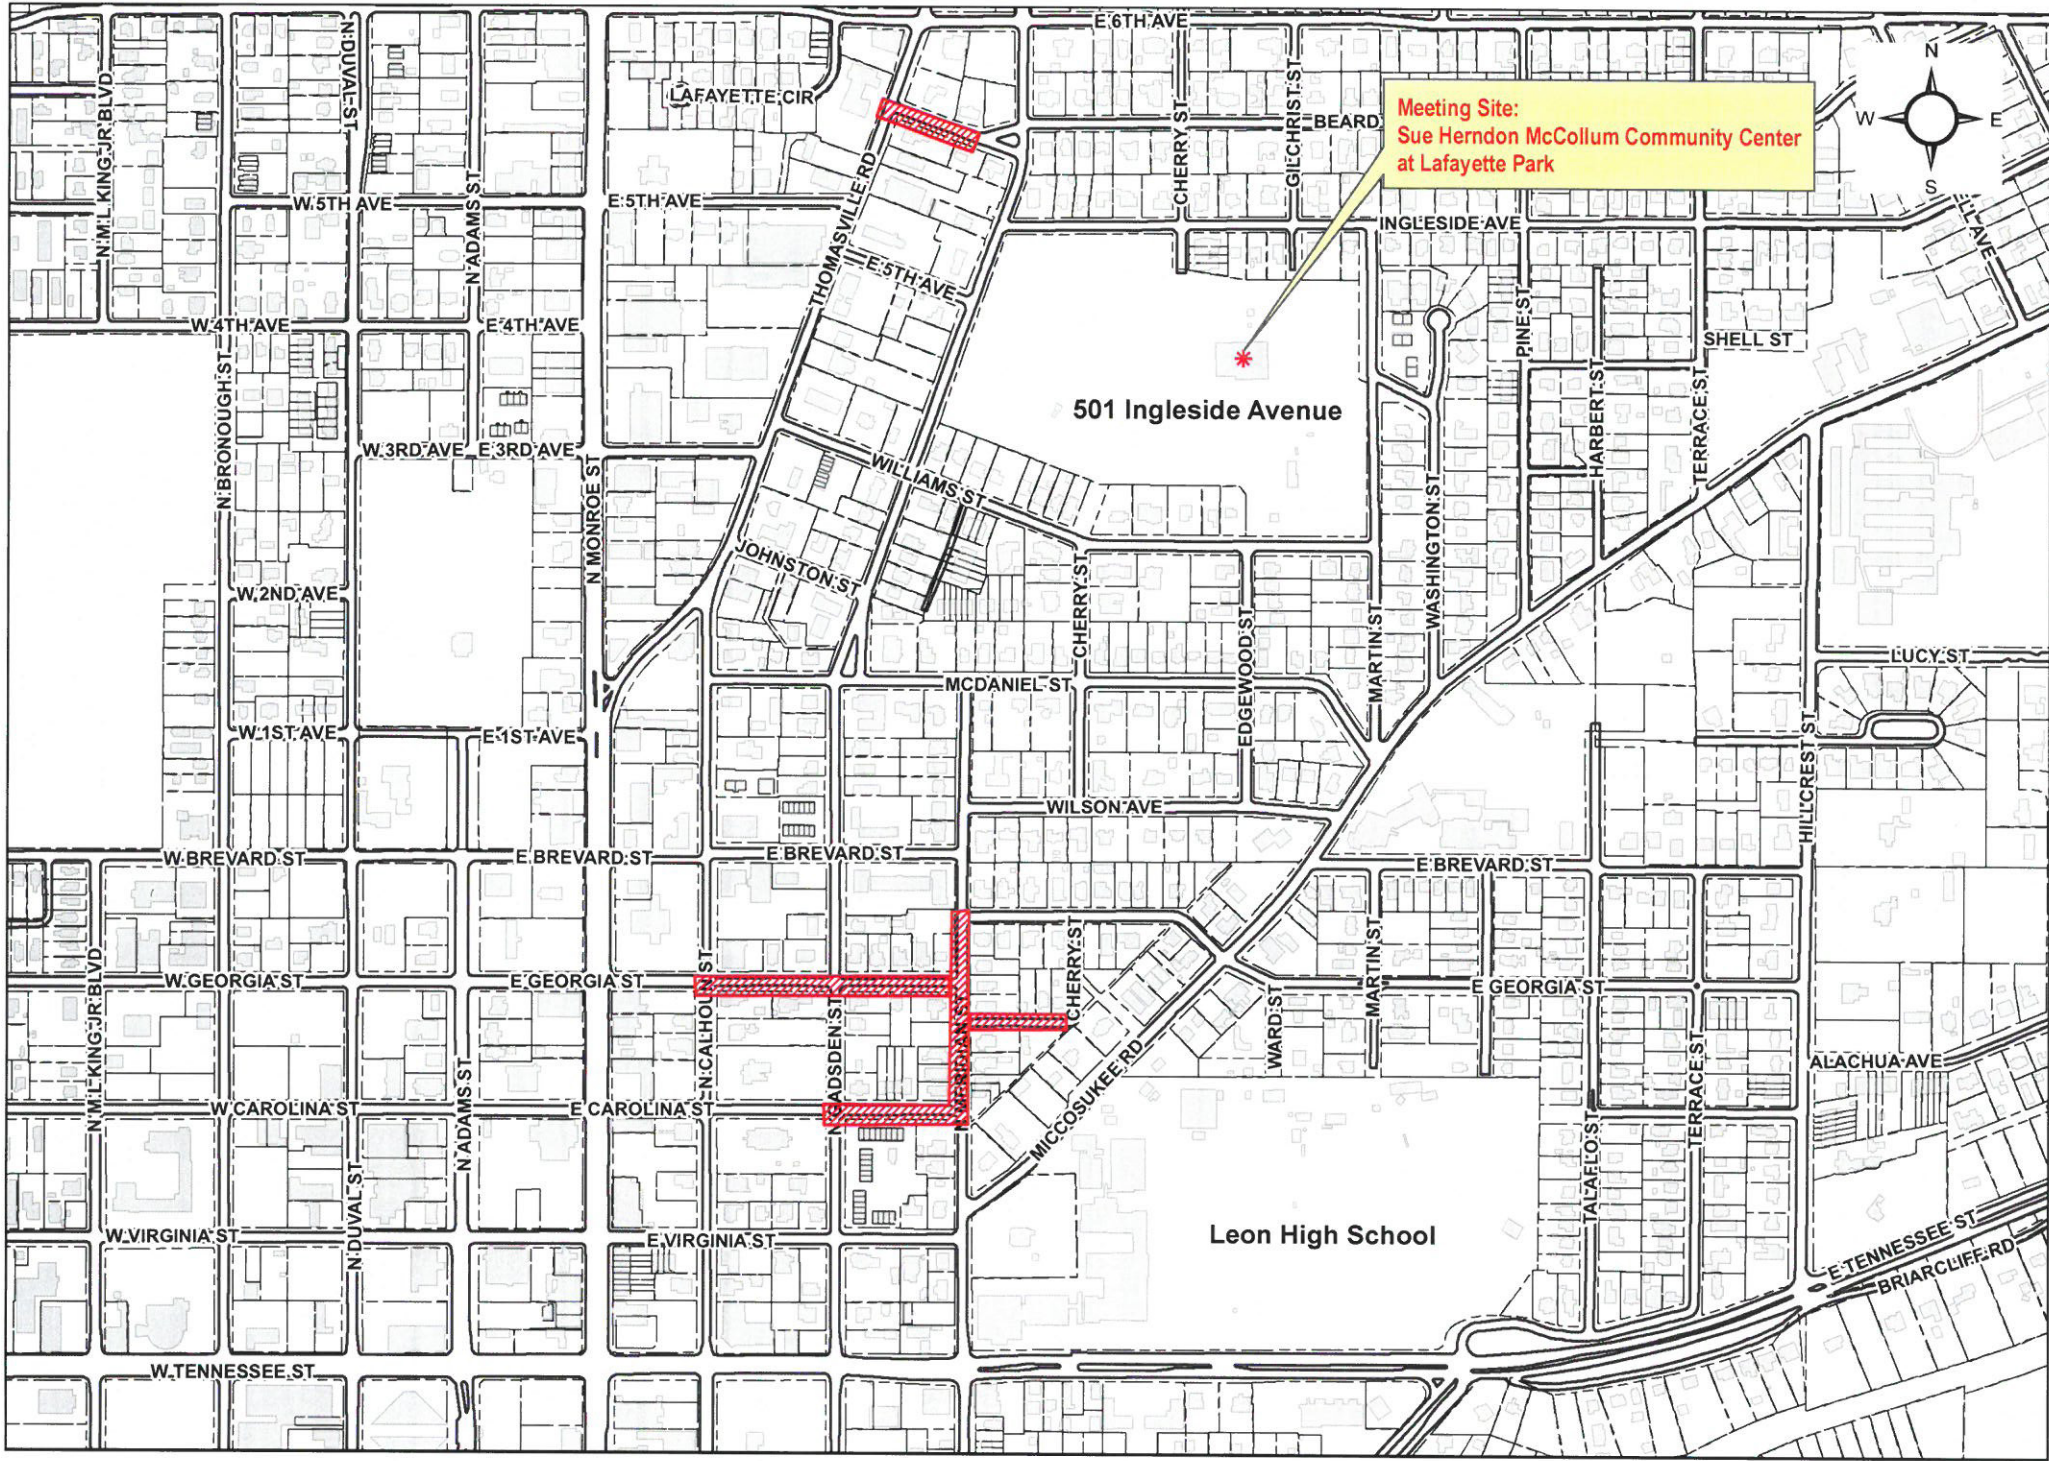 E 6TH AVE
N
W
E
S
N DUVAL ST
LAFAYETTE CIR
N M L KING JR BLVD
Meeting Site:
Sue Herndon McCollum Community Center
at Lafayette Park
BEARD
CHERRY ST
GILCHRIST ST
THOMASVILLE RD
N ADAMS ST
W 5TH AVE
E 5TH AVE
INGLESIDE AVE
E 5TH AVE
W 4TH AVE
E 4TH AVE
PINE ST
SHELL ST
N BRONOUGH ST
HARBERT ST
TERRACE ST
501 Ingleside Avenue
W 3RD AVE
E 3RD AVE
WILLIAMS ST
N MONROE ST
JOHNSTON ST
WASHINGTON ST
W 2ND AVE
CHERRY ST
EDGEWOOD ST
MARTIN ST
LUCY ST
MCDANIEL ST
W 1ST AVE
E 1ST AVE
HILLCREST ST
WILSON AVE
W BREVARD ST
E BREVARD ST
E BREVARD ST
E BREVARD ST
N M L KING JR BLVD
CHERRY ST
MARTIN ST
W GEORGIA ST
E GEORGIA ST
E GEORGIA ST
N CALHOUN ST
N GADSDEN ST
N MERIDIAN ST
WARD ST
MICCOSUKEE RD
ALACHUA AVE
N ADAMS ST
TERRACE ST
W CAROLINA ST
E CAROLINA ST
TALAFLO ST
N DUVAL ST
W VIRGINIA ST
E VIRGINIA ST
Leon High School
E TENNESSEE ST
BRIARCLIFF RD
W TENNESSEE ST